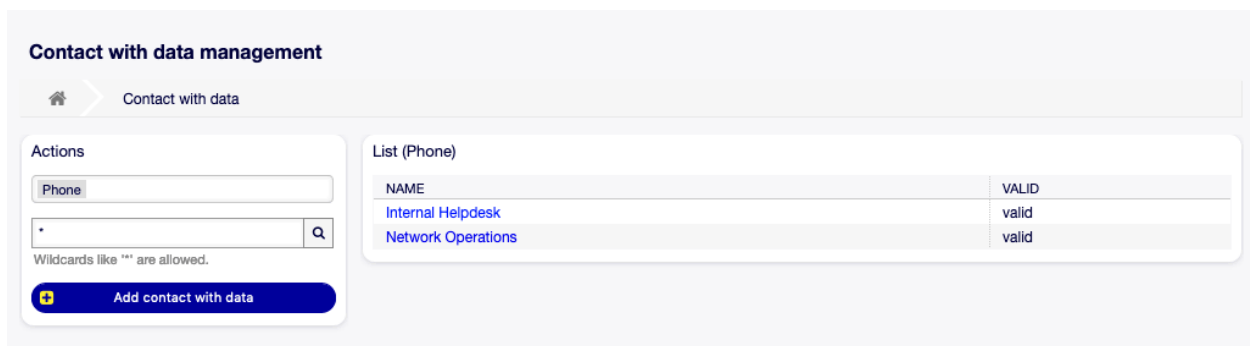 Contact with data management
Contact with data
Actions
Phone
*
Wildcards like '*' are allowed.
Add contact with data
List (Phone)
NAME VALID
Internal Helpdesk valid
Network Operations valid